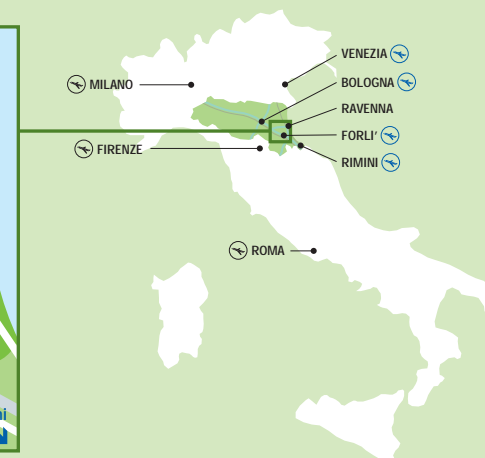 VENEZIA
MILANO
BOLOGNA
RAVENNA
FORLI'
FIRENZE
RIMINI
ROMA